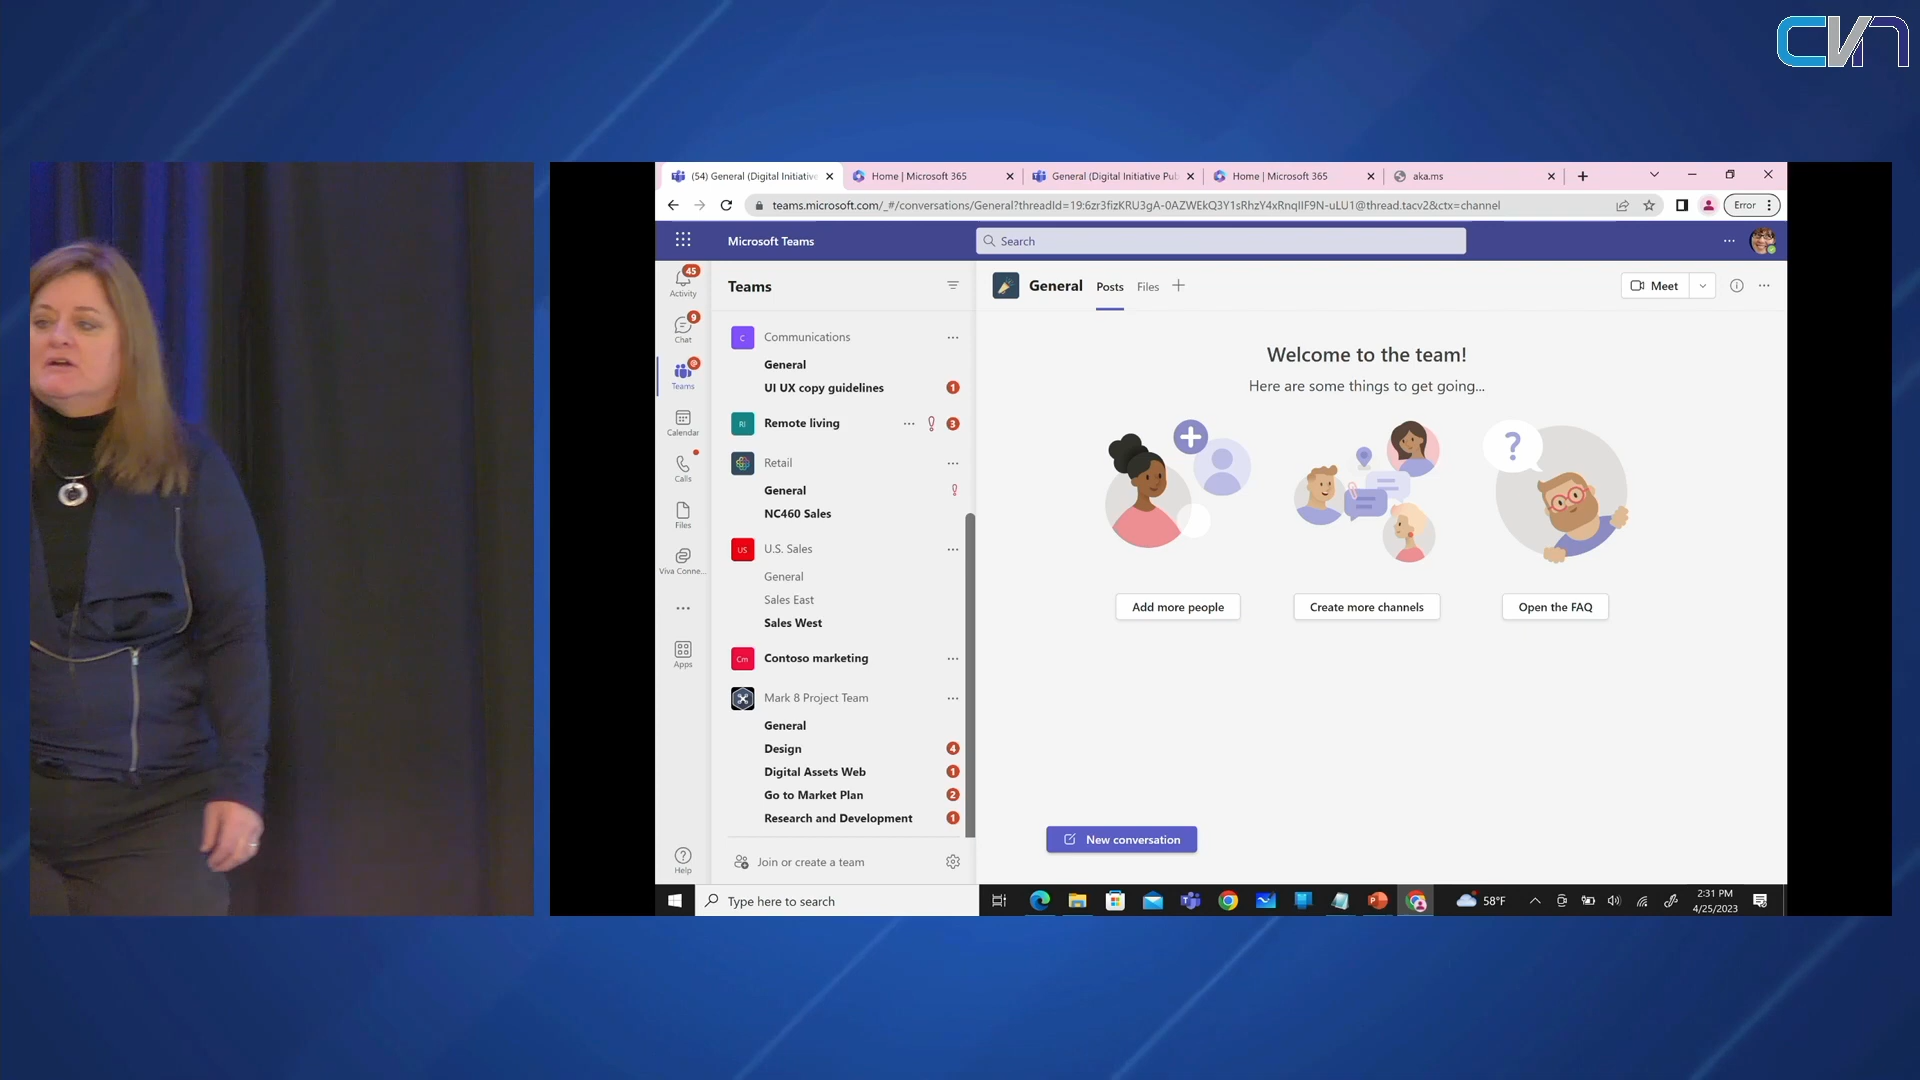 CVN
(54) General (Digital Initiative
Home | Microsoft 365
General (Digital Initiative Pub
Home | Microsoft 365
aka.ms
teams.microsoft.com/_#/conversations/General?threadId=19:6zr3fizKRU3gA-0AZWEkQ3Y1sRhzY4xRnqIIF9N-uLU1@thread.tacv2&ctx=channel
Error
Microsoft Teams
Search
45
Activity
9
Chat
@
Teams
Calendar
Calls
Files
Viva Conne...
Apps
Help
Teams
C
Communications
General
UI UX copy guidelines
1
Rl
Remote living
3
Retail
General
NC460 Sales
US
U.S. Sales
General
Sales East
Sales West
Cm
Contoso marketing
Mark 8 Project Team
General
Design
4
Digital Assets Web
1
Go to Market Plan
2
Research and Development
1
Join or create a team
General
Posts
Files
Meet
Welcome to the team!
Here are some things to get going...
?
Add more people
Create more channels
Open the FAQ
New conversation
Type here to search
58°F
2:31 PM
4/25/2023